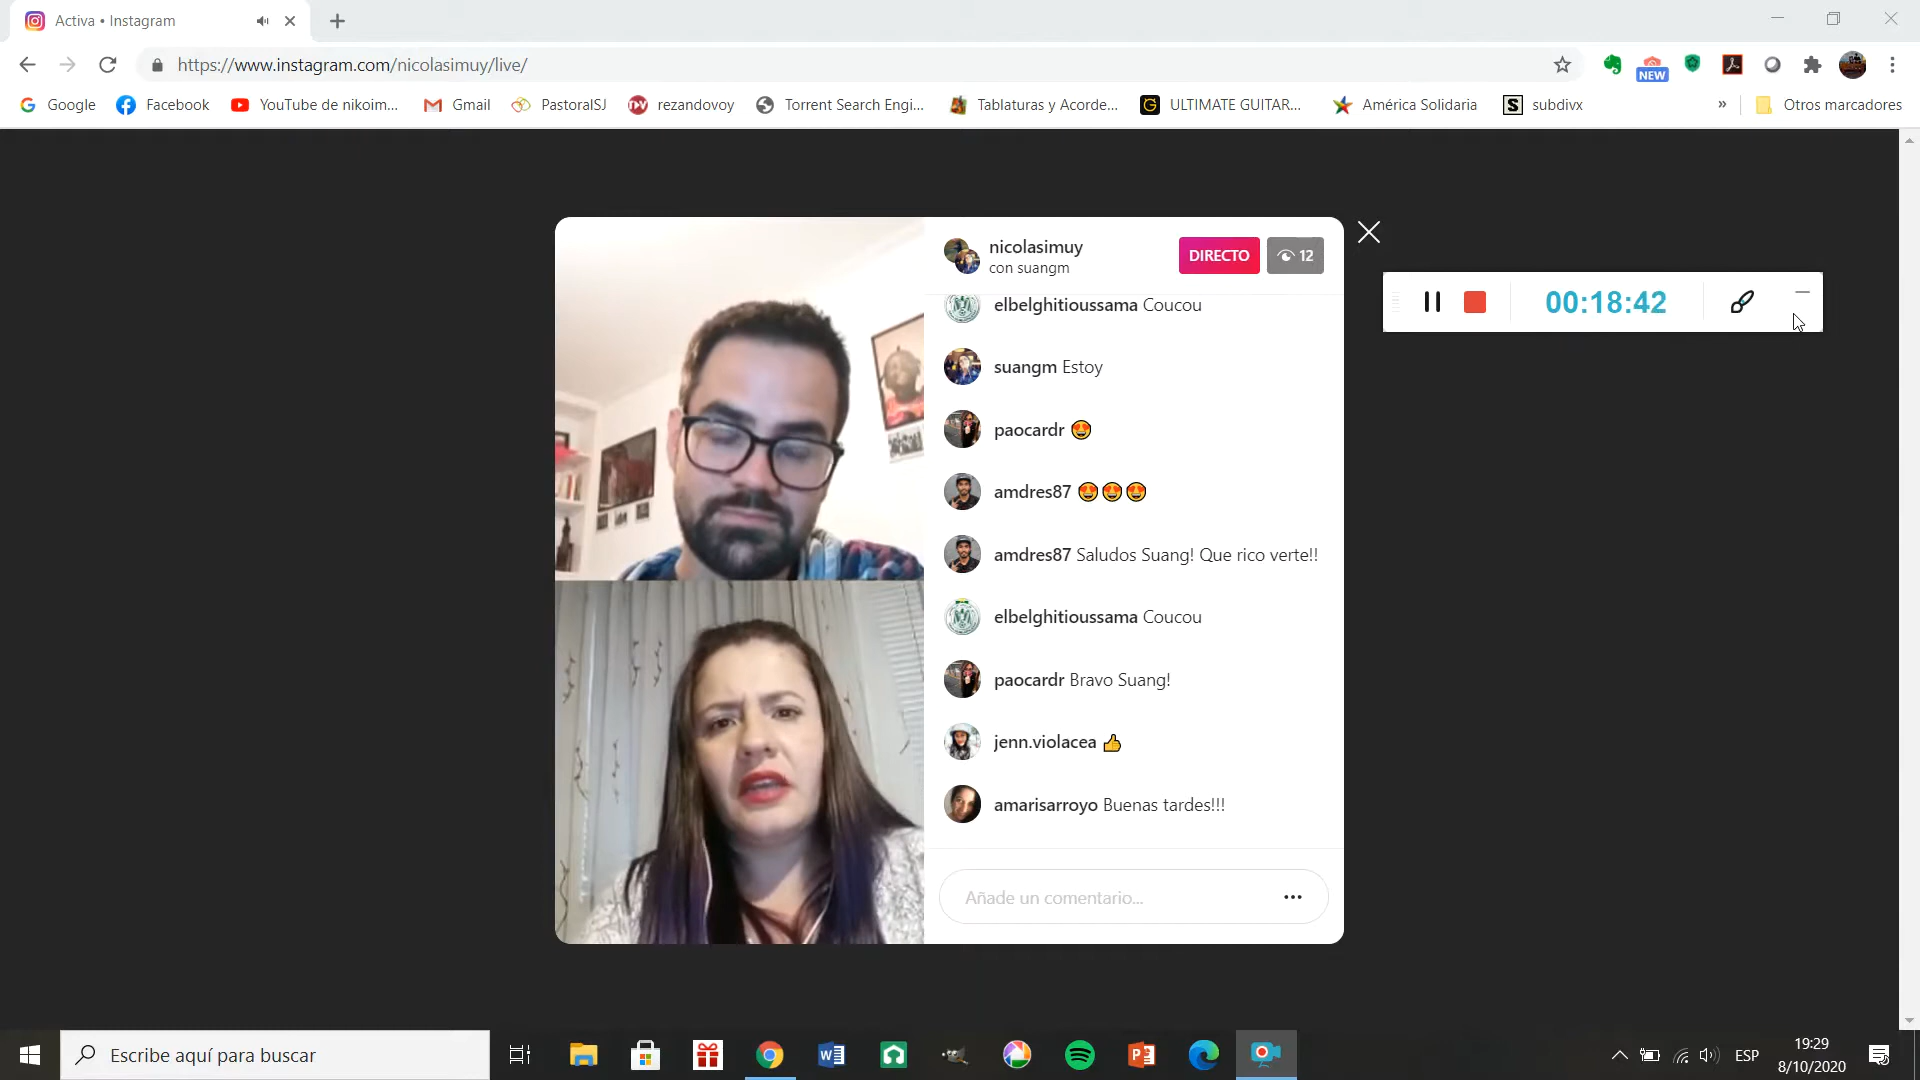 Activa • Instagram
https://www.instagram.com/nicolasimuy/live/
NEW
Google
Facebook
YouTube de nikoim...
Gmail
PastoralSJ
rezandovoy
Torrent Search Engi...
Tablaturas y Acorde...
ULTIMATE GUITAR...
América Solidaria
subdivx
»
Otros marcadores
nicolasimuy
con suangm
DIRECTO
12
elbelghitioussama Coucou
suangm Estoy
paocardr 😍
amdres87 😍😍😍
amdres87 Saludos Suang! Que rico verte!!
elbelghitioussama Coucou
paocardr Bravo Suang!
jenn.violacea 👍
amarisarroyo Buenas tardes!!!
Añade un comentario...
00:18:42
Escribe aquí para buscar
ESP
19:29
8/10/2020